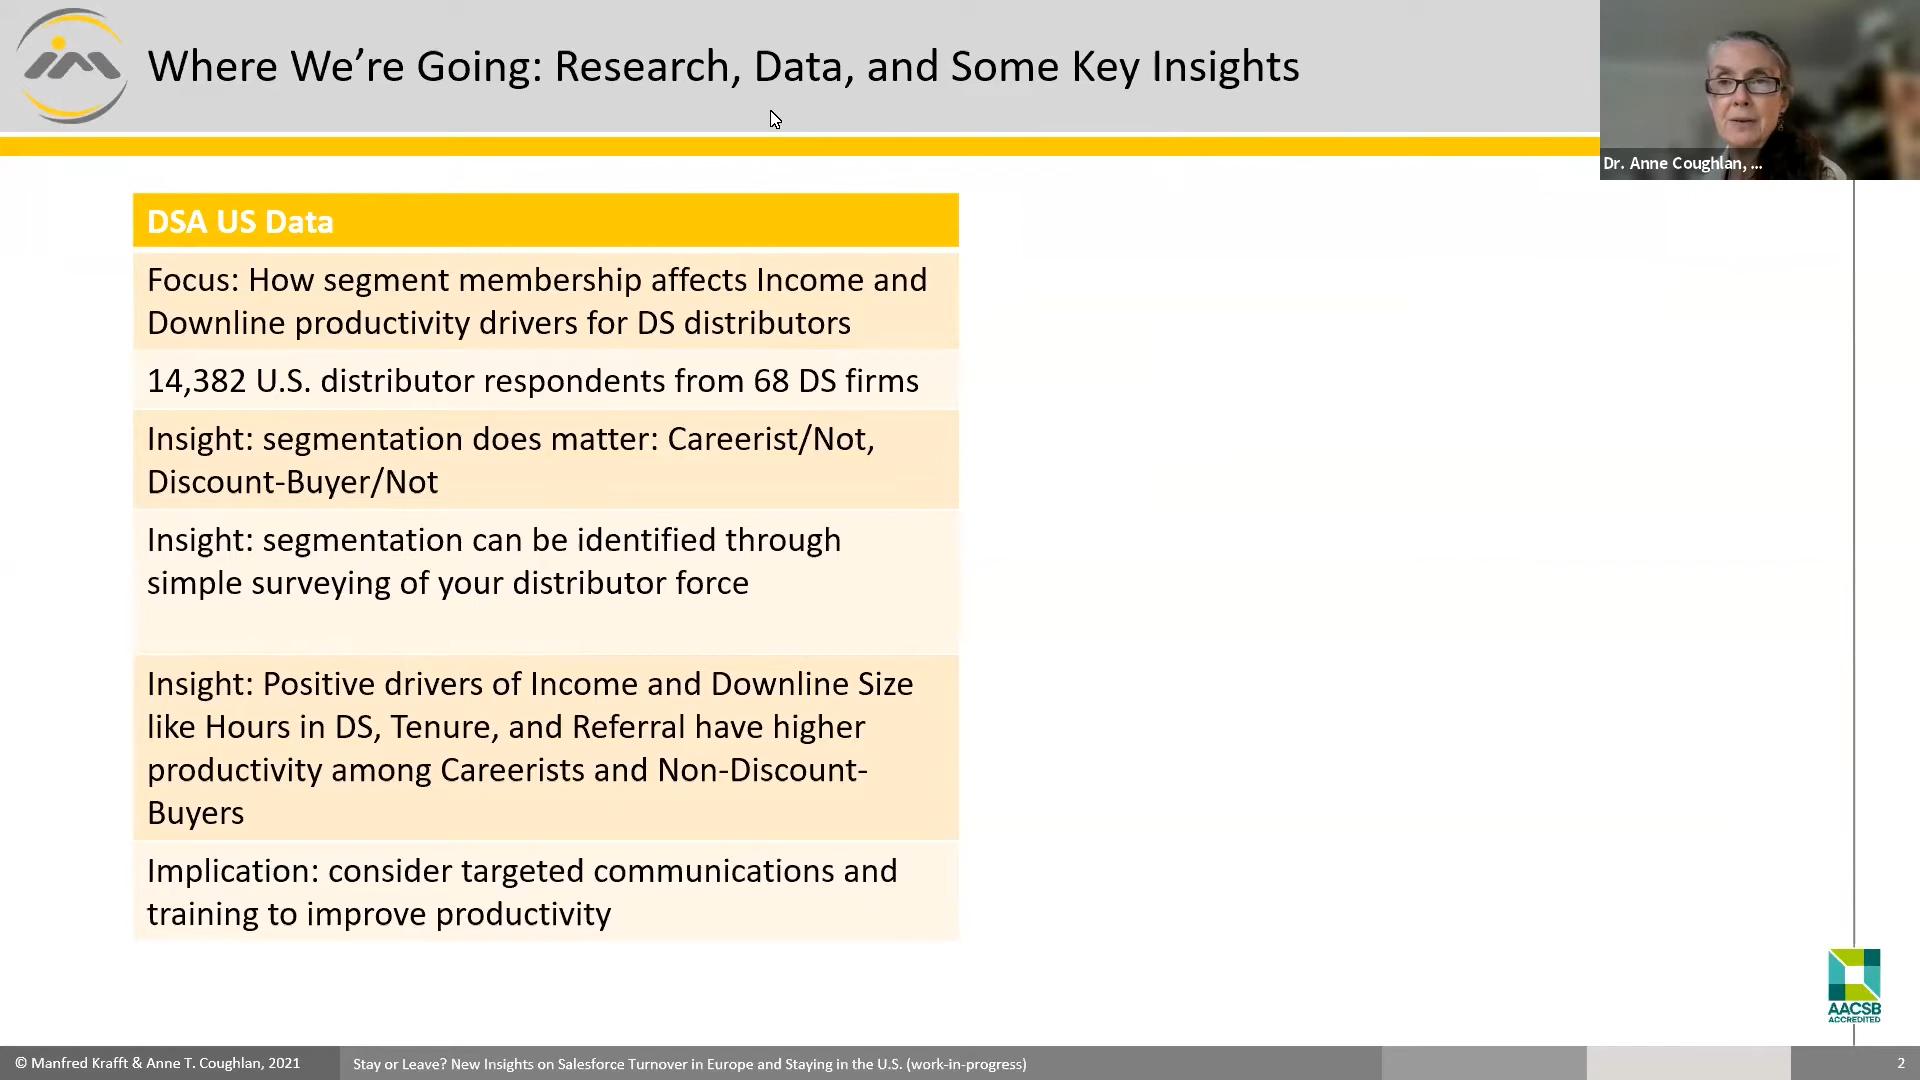 Where We're Going: Research, Data, and Some Key Insights
Dr. Anne Coughlan, ...
DSA US Data
Focus: How segment membership affects Income and
Downline productivity drivers for DS distributors
14,382 U.S. distributor respondents from 68 DS firms
Insight: segmentation does matter: Careerist/Not,
Discount-Buyer/Not
Insight: segmentation can be identified through
simple surveying of your distributor force
Insight: Positive drivers of Income and Downline Size
like Hours in DS, Tenure, and Referral have higher
productivity among Careerists and Non-Discount-
Buyers
Implication: consider targeted communications and
training to improve productivity
AACSB
ACCREDITED
© Manfred Krafft & Anne T. Coughlan, 2021
Stay or Leave? New Insights on Salesforce Turnover in Europe and Staying in the U.S. (work-in-progress)
2